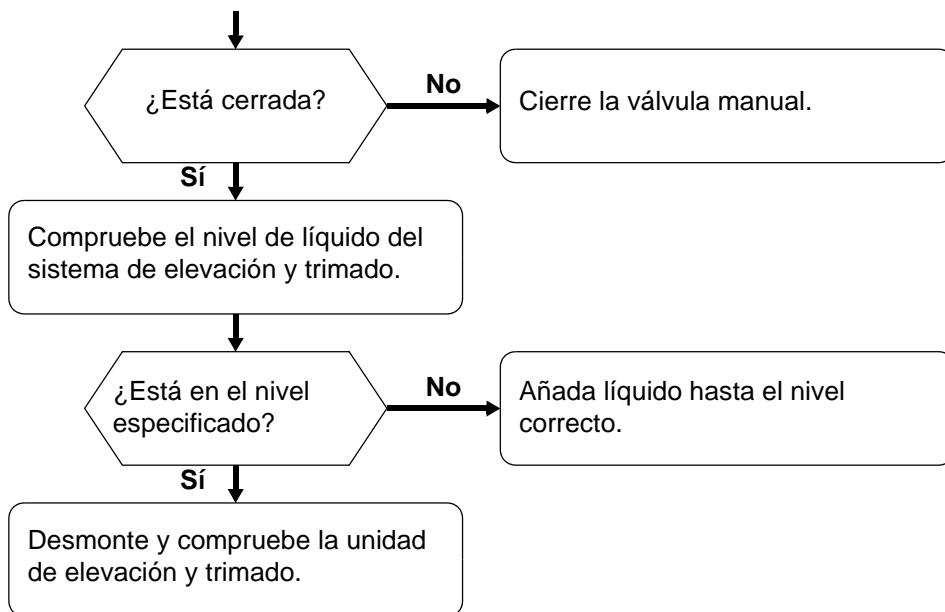 ¿Está cerrada?
No
Cierre la válvula manual.
Sí
Compruebe el nivel de líquido del
sistema de elevación y trimado.
¿Está en el nivel
especificado?
No
Añada líquido hasta el nivel
correcto.
Sí
Desmonte y compruebe la unidad
de elevación y trimado.